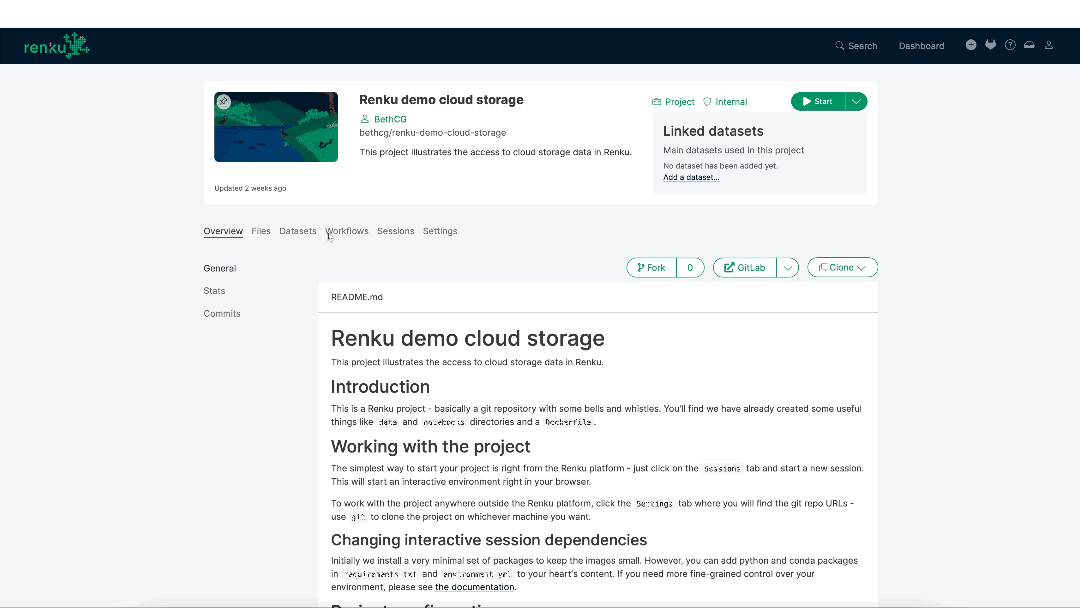 renku
Search
Dashboard
Renku demo cloud storage
BethCG
bethcg/renku-demo-cloud-storage
This project illustrates the access to cloud storage data in Renku.
Updated 2 weeks ago
Project
Internal
Start
Linked datasets
Main datasets used in this project
No dataset has been added yet.
Add a dataset...
Overview
Files
Datasets
Workflows
Sessions
Settings
General
Stats
Commits
Fork
0
GitLab
Clone
README.md
Renku demo cloud storage
This project illustrates the access to cloud storage data in Renku.
Introduction
This is a Renku project - basically a git repository with some bells and whistles. You'll find we have already created some useful
things like data and notebooks directories and a Dockerfile.
Working with the project
The simplest way to start your project is right from the Renku platform - just click on the Sessions tab and start a new session.
This will start an interactive environment right in your browser.
To work with the project anywhere outside the Renku platform, click the Settings tab where you will find the git repo URLs -
use git to clone the project on whichever machine you want.
Changing interactive session dependencies
Initially we install a very minimal set of packages to keep the images small. However, you can add python and conda packages
in requirements.txt and environment.yml to your heart's content. If you need more fine-grained control over your
environment, please see the documentation.